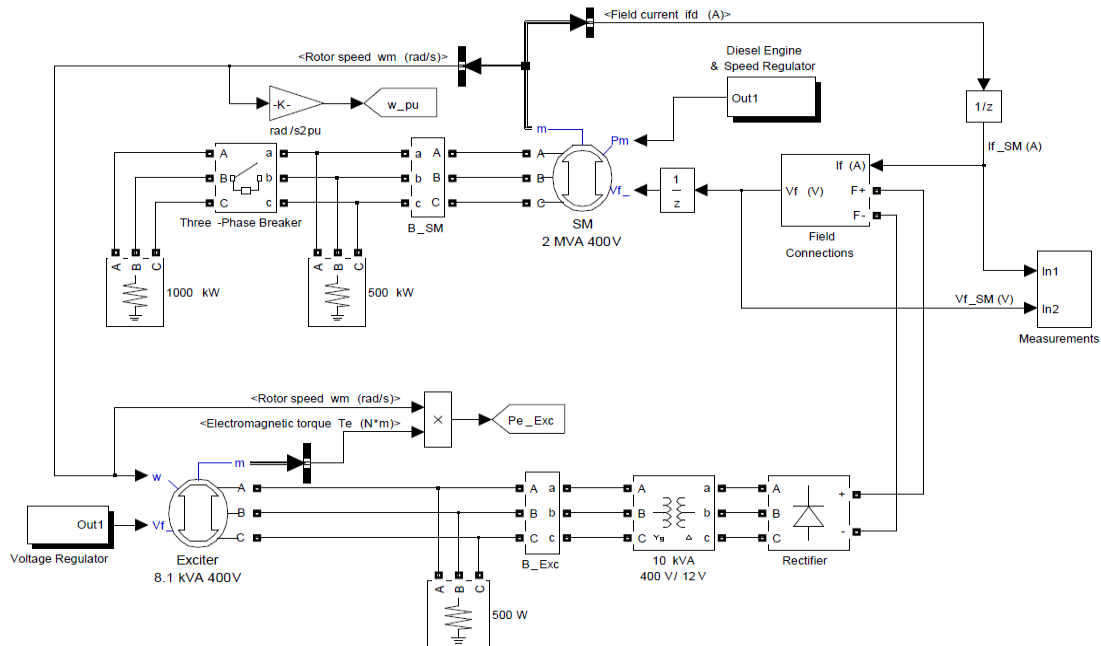 <Field current ifd (A)>
<Rotor speed wm (rad/s)>
Diesel Engine
& Speed Regulator
Out1
-K-
w_pu
rad /s2pu
1/z
m
Pm
If_SM (A)
A a
B b
C c
Three -Phase Breaker
a A
b B
c C
B_SM
A
B
C
Vf_
SM
2 MVA 400V
1
z
If (A)
Vf (V)
F+
F-
Field
Connections
A B C
1000 kW
A B C
500 kW
In1
In2
Vf_SM (V)
Measurements
<Rotor speed wm (rad/s)>
<Electromagnetic torque Te (N*m)>
X
Pe_Exc
w
m
Vf_
A
B
C
Out1
Voltage Regulator
Exciter
8.1 kVA 400V
A a
B b
C c
B_Exc
A a
B b
C c
Yg Δ
10 kVA
400 V/ 12V
A
B
C
+
-
Rectifier
A B C
500 W